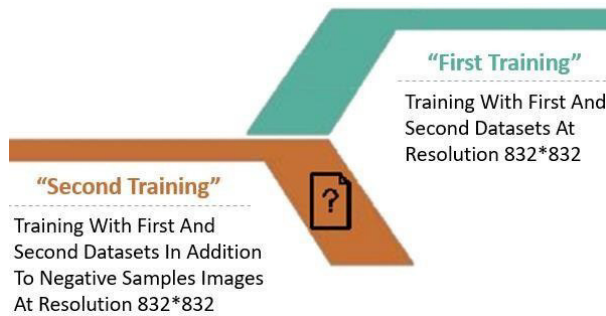 “First Training”
Training With First And
Second Datasets At
Resolution 832*832
“Second Training”
Training With First And
Second Datasets In Addition
To Negative Samples Images
At Resolution 832*832
?